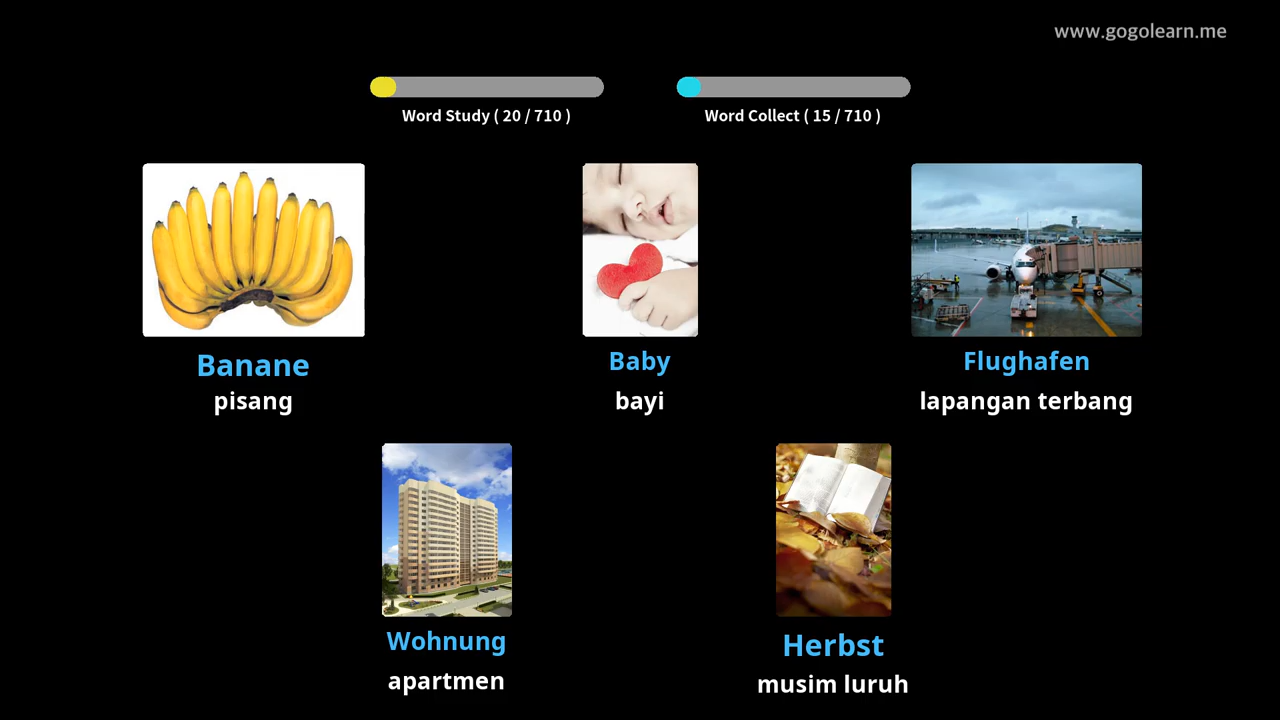 www.gogolearn.me
Word Study ( 20 / 710 )
Word Collect ( 15 / 710 )
Banane
pisang
Baby
bayi
Flughafen
lapangan terbang
Wohnung
apartmen
Herbst
musim luruh